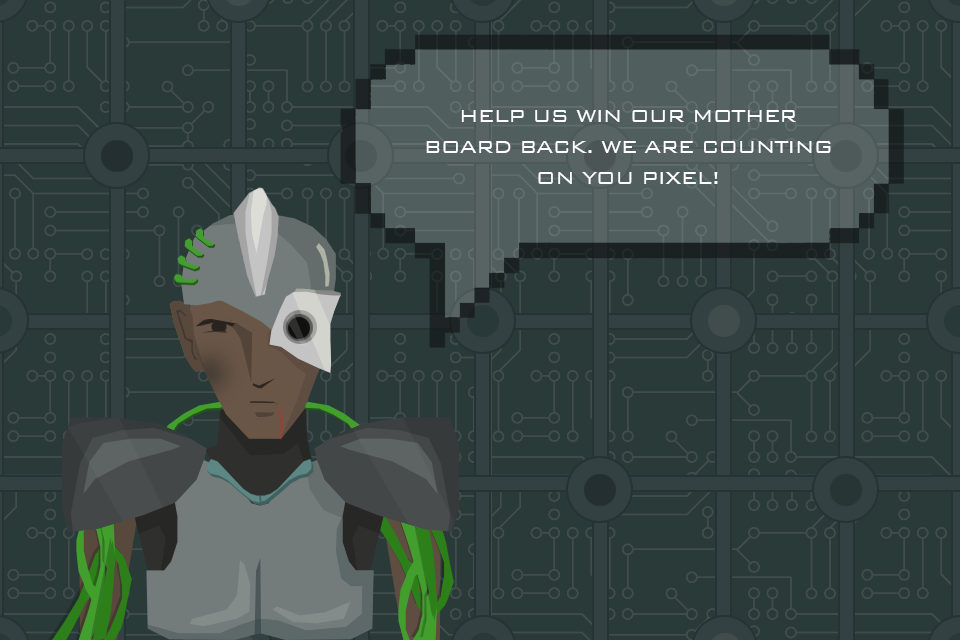 HELP US WIN OUR MOTHER
BOARD BACK. WE ARE COUNTING
ON YOU PIXEL!